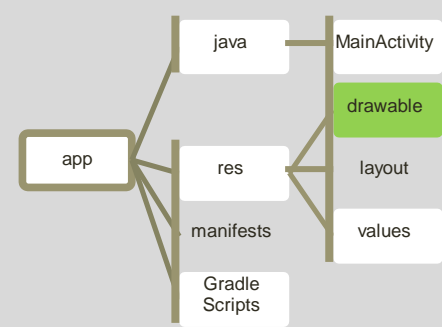 java
MainActivity
drawable
app
res
layout
manifests
values
Gradle
Scripts